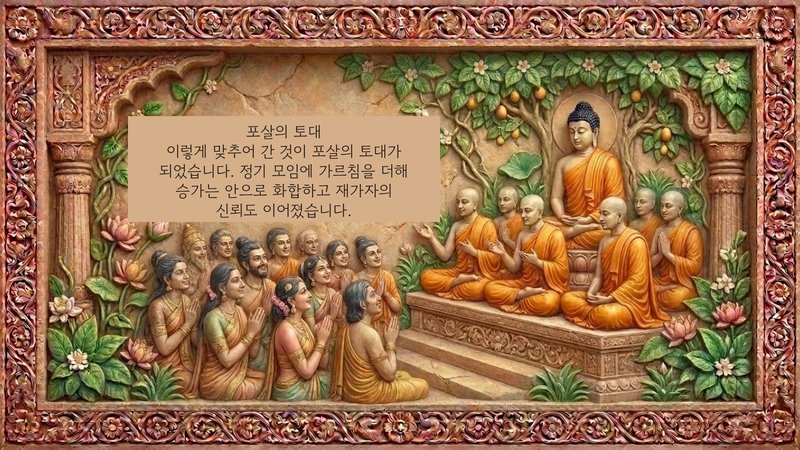 포살의 토대
이렇게 맞추어 간 것이 포살의 토대가
되었습니다. 정기 모임에 가르침을 더해
승가는 안으로 화합하고 재가자의
신뢰도 이어졌습니다.